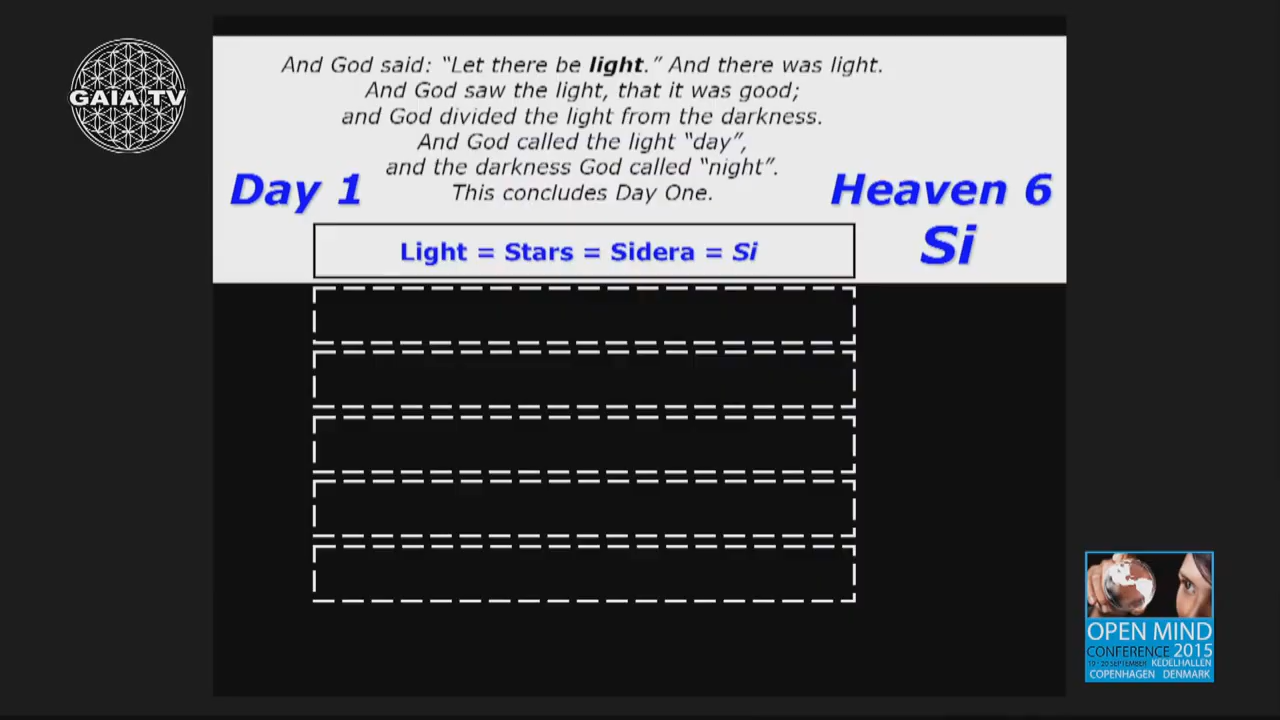 GAIA TV
And God said: “Let there be light.” And there was light.
And God saw the light, that it was good;
and God divided the light from the darkness.
And God called the light “day”,
and the darkness God called “night”.
This concludes Day One.
Day 1
Heaven 6
Si
Light = Stars = Sidera = Si
OPEN MIND
CONFERENCE 2015
19 - 20 SEPTEMBER KEDELHALLEN
COPENHAGEN DENMARK